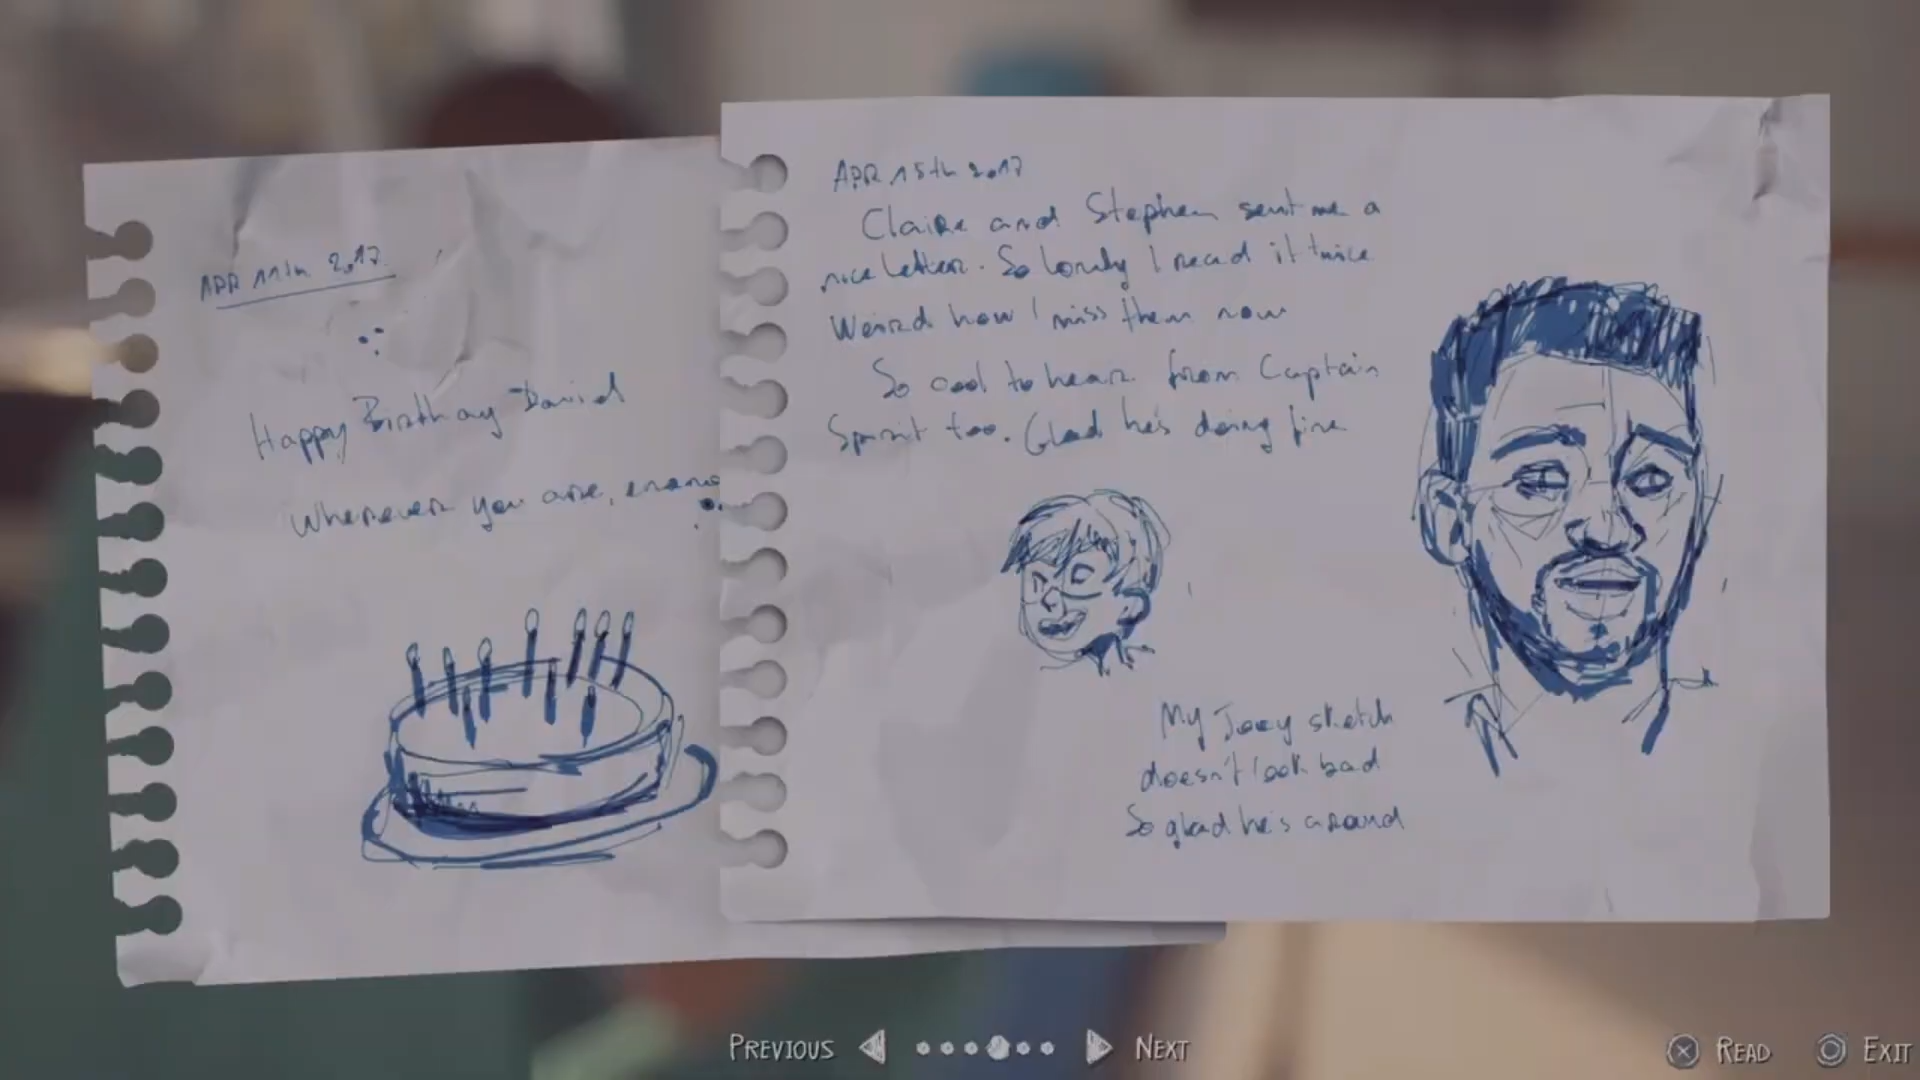 APR 11th 2017
Happy Birthday Daniel
Wherever you are, enano
APR 15th 2017
Claire and Stephen sent me a
nice letter. So lonely I read it twice
Weird how I miss them now
So cool to hear from Captain
Spirit too. Glad he's doing fine
My Joey sketch
doesn't look bad
So glad he's around
PREVIOUS
NEXT
READ
EXIT